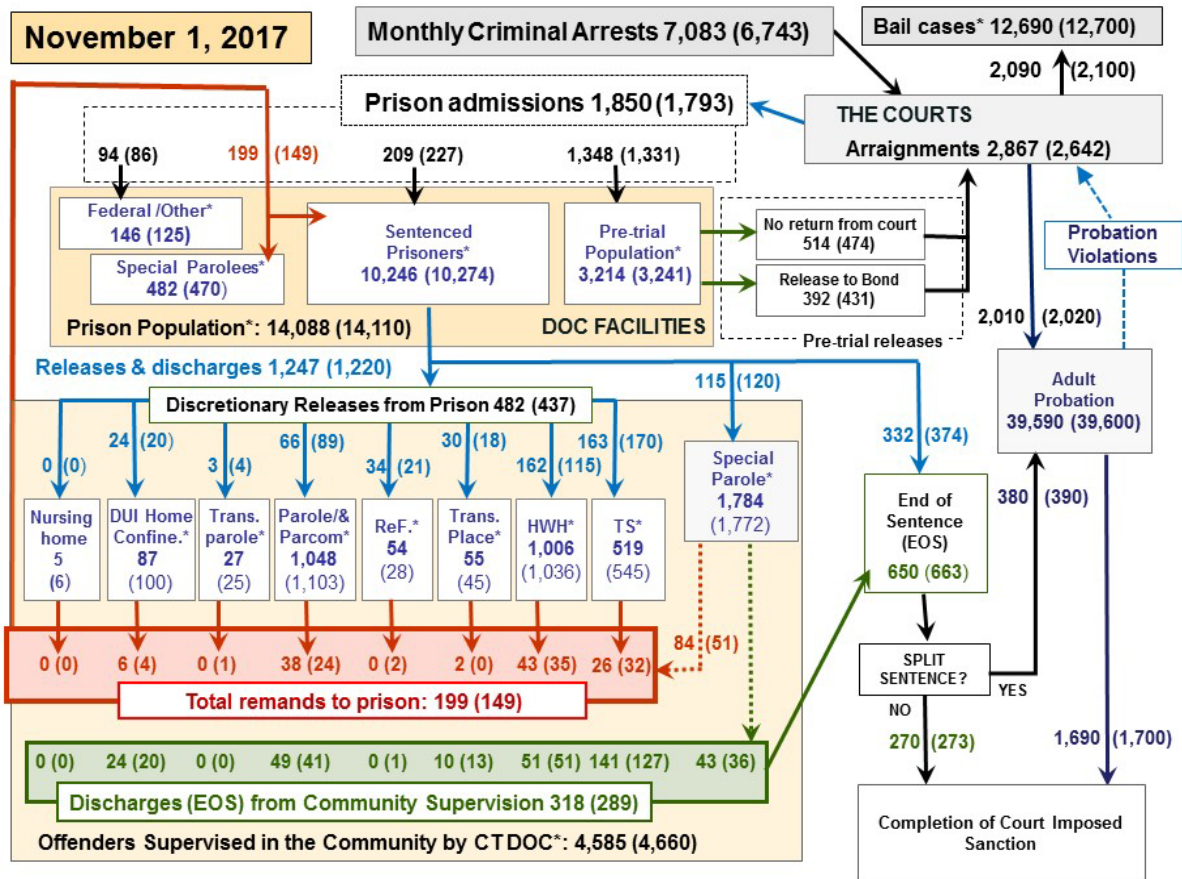 November 1, 2017
Monthly Criminal Arrests 7,083 (6,743)
Bail cases* 12,690 (12,700)
2,090 (2,100)
Prison admissions 1,850 (1,793)
THE COURTS
Arraignments 2,867 (2,642)
94 (86)
199 (149)
209 (227)
1,348 (1,331)
Federal /Other*
146 (125)
Special Parolees*
482 (470)
Sentenced
Prisoners*
10,246 (10,274)
Pre-trial
Population*
3,214 (3,241)
No return from court
514 (474)
Release to Bond
392 (431)
Pre-trial releases
Probation
Violations
Prison Population*: 14,088 (14,110)
DOC FACILITIES
2,010 (2,020)
Adult
Probation
39,590 (39,600)
Releases & discharges 1,247 (1,220)
115 (120)
332 (374)
Discretionary Releases from Prison 482 (437)
0 (0)
24 (20)
3 (4)
66 (89)
34 (21)
30 (18)
162 (115)
163 (170)
Nursing
home
5
(6)
DUI Home
Confine.*
87
(100)
Trans.
parole*
27
(25)
Parole/&
Parcom*
1,048
(1,103)
ReF.*
54
(28)
Trans.
Place*
55
(45)
HWH*
1,006
(1,036)
TS*
519
(545)
Special
Parole*
1,784
(1,772)
End of
Sentence
(EOS)
650 (663)
380 (390)
0 (0)
6 (4)
0 (1)
38 (24)
0 (2)
2 (0)
43 (35)
26 (32)
84 (51)
Total remands to prison: 199 (149)
SPLIT
SENTENCE?
YES
NO
270 (273)
1,690 (1,700)
0 (0)
24 (20)
0 (0)
49 (41)
0 (1)
10 (13)
51 (51)
141 (127)
43 (36)
Discharges (EOS) from Community Supervision 318 (289)
Offenders Supervised in the Community by CT DOC*: 4,585 (4,660)
Completion of Court Imposed
Sanction